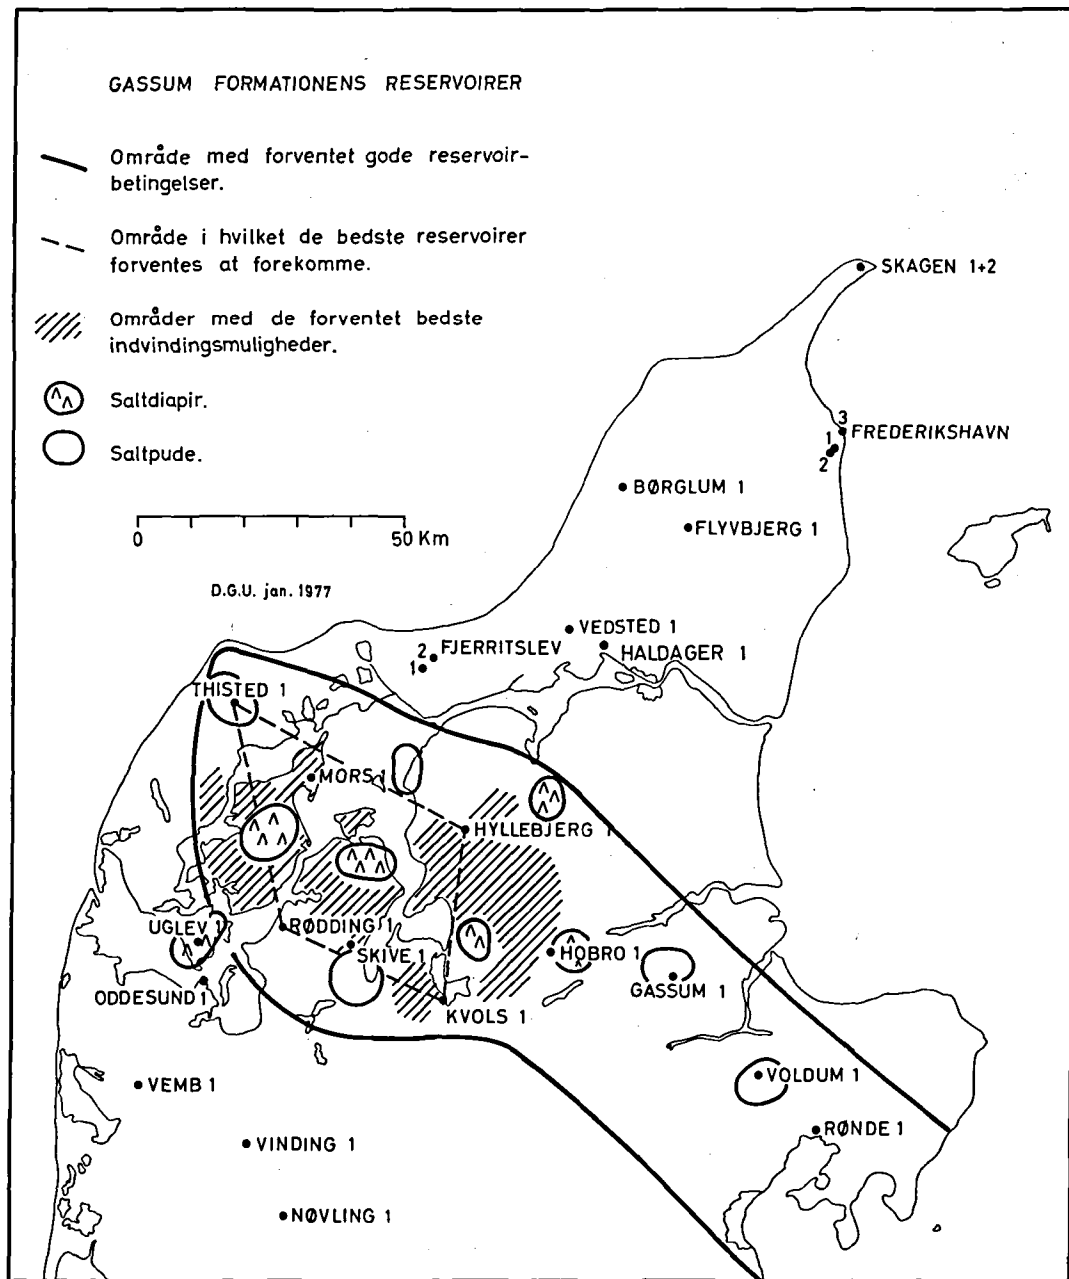 GASSUM FORMATIONENS RESERVOIRER
Område med forventet gode reservoir-
betingelser.
Område i hvilket de bedste reservoirer
forventes at forekomme.
Områder med de forventet bedste
indvindingsmuligheder.
Saltdiapir.
Saltpude.
0 50 Km
D.G.U. jan. 1977
SKAGEN 1+2
3
FREDERIKSHAVN
1
2
BØRGLUM 1
FLYVBJERG 1
VEDSTED 1
HALDAGER 1
2
FJERRITSLEV
1
THISTED 1
MORS 1
HYLLEBJERG 1
UGLEV 1
RØDDING 1
SKIVE 1
HOBRO 1
ODDESUND 1
GASSUM 1
KVOLS 1
VEMB 1
VOLDUM 1
RØNDE 1
VINDING 1
NØVLING 1